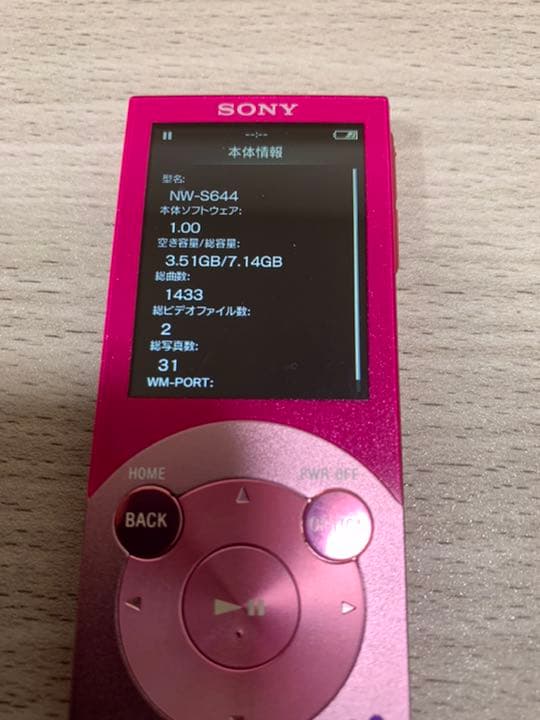 SONY
--:--
本体情報
型名:
NW-S644
本体ソフトウェア:
1.00
空き容量/総容量:
3.51GB/7.14GB
総曲数:
1433
総ビデオファイル数:
2
総写真数:
31
WM-PORT:
HOME
PWR OFF
BACK